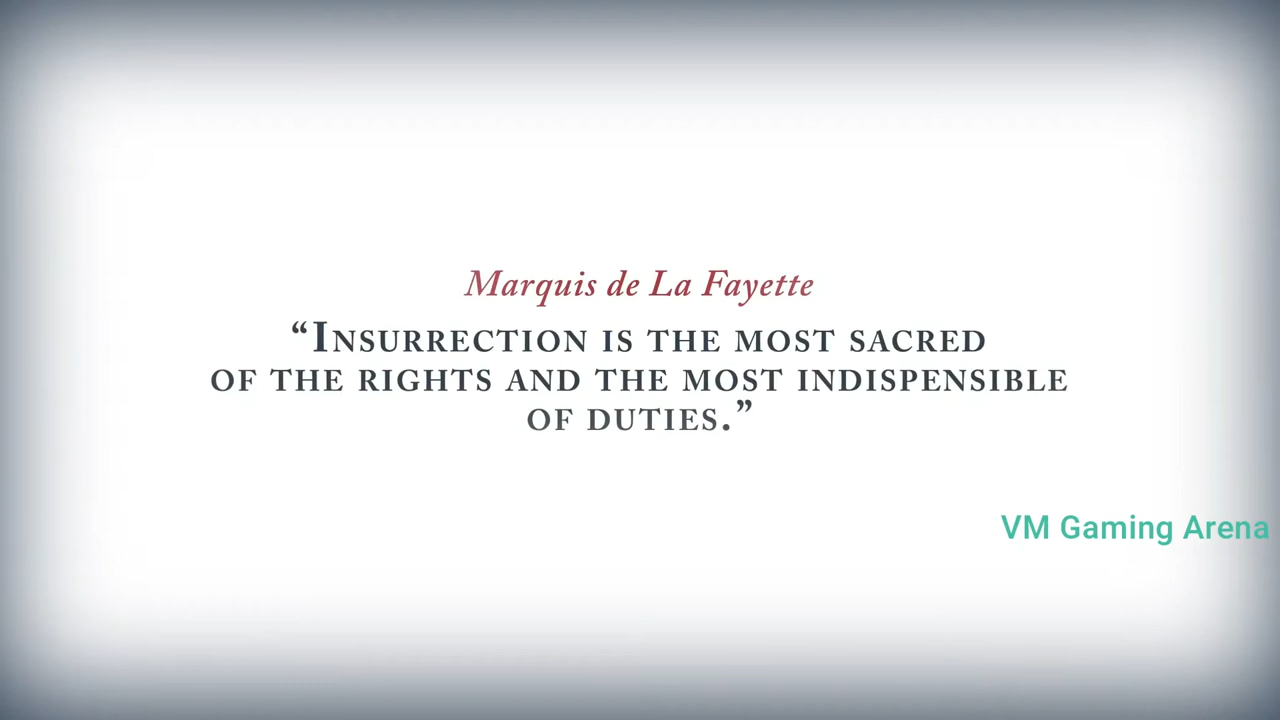 Marquis de La Fayette
“Insurrection is the most sacred
of the rights and the most indispensible
of duties.”
VM Gaming Arena